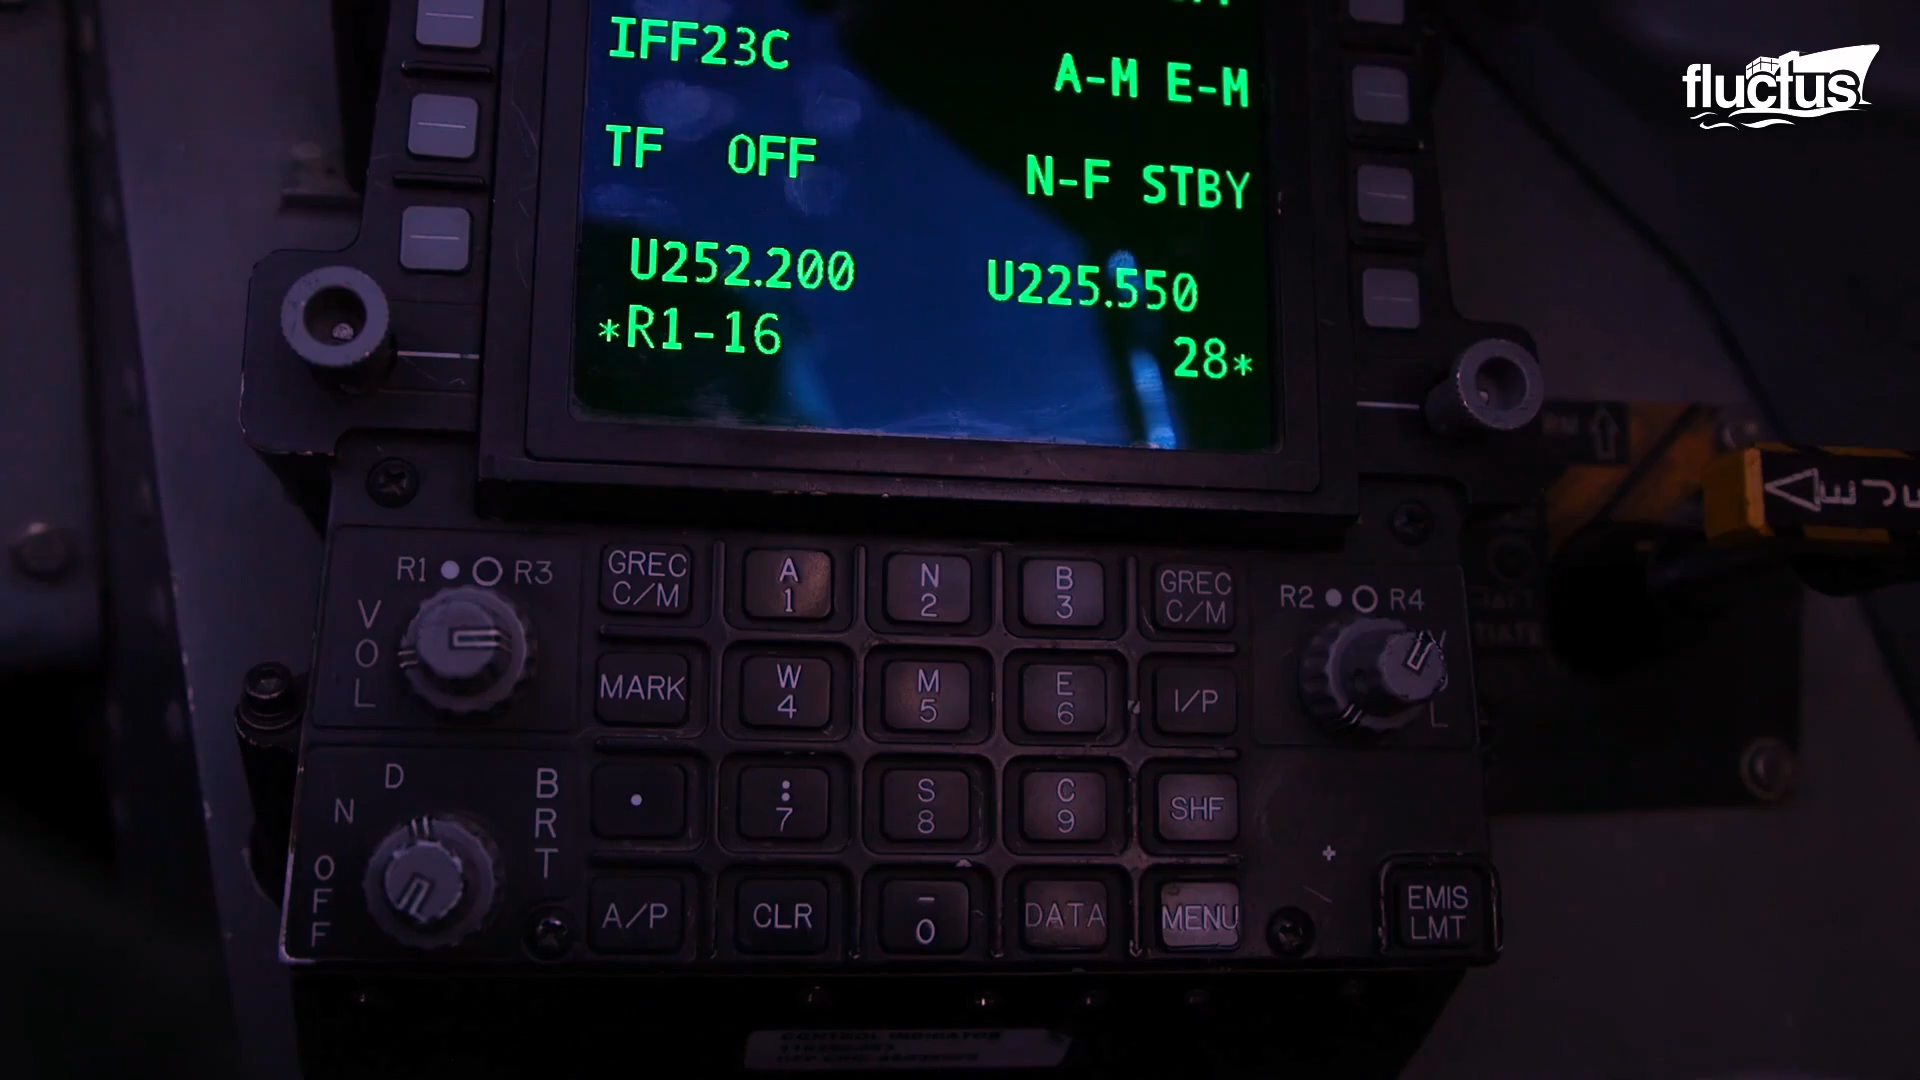 IFF23C
A-M E-M
TF OFF
N-F STBY
U252.200
U225.550
*R1-16
28*
fluctus
R1 R3
VOL
GREC C/M
A 1
N 2
B 3
GREC C/M
R2 R4
MARK
W 4
M 5
E 6
I/P
D
N
OFF
BRT
•
: 7
S 8
C 9
SHF
A/P
CLR
– 0
DATA
MENU
EMIS LMT
CONTROL INDICATOR